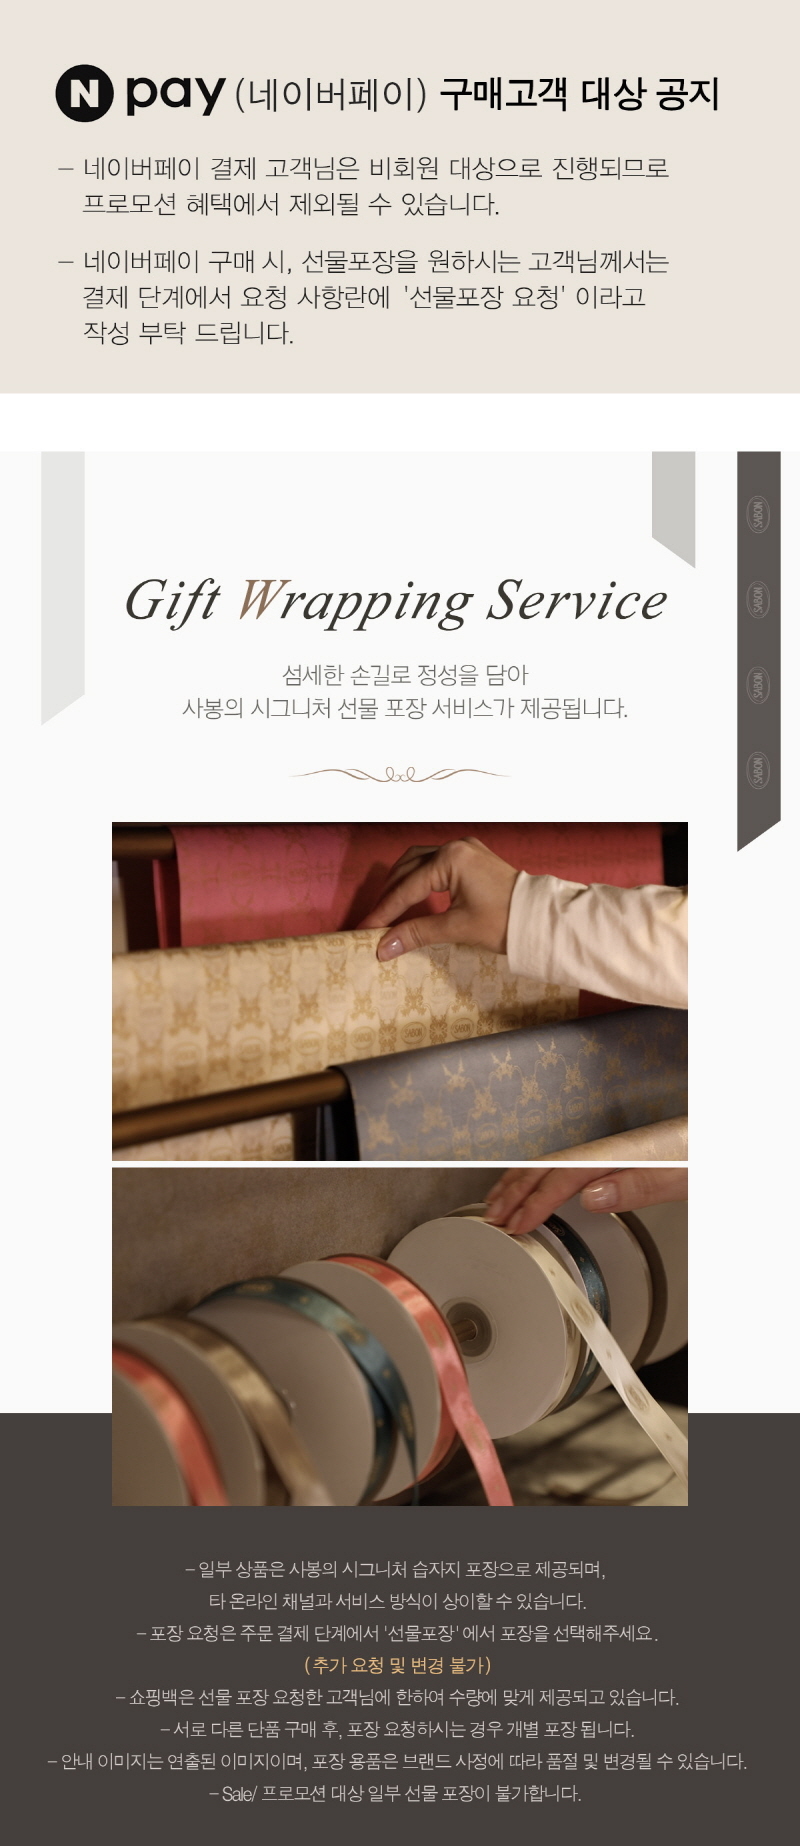 N pay (네이버페이) 구매고객 대상 공지
– 네이버페이 결제 고객님은 비회원 대상으로 진행되므로
프로모션 혜택에서 제외될 수 있습니다.
– 네이버페이 구매 시, 선물포장을 원하시는 고객님께서는
결제 단계에서 요청 사항란에 '선물포장 요청' 이라고
작성 부탁 드립니다.
SABON
SABON
SABON
SABON
Gift Wrapping Service
섬세한 손길로 정성을 담아
사봉의 시그니처 선물 포장 서비스가 제공됩니다.
– 일부 상품은 사봉의 시그니처 습자지 포장으로 제공되며,
타 온라인 채널과 서비스 방식이 상이할 수 있습니다.
– 포장 요청은 주문 결제 단계에서 '선물포장' 에서 포장을 선택해주세요.
(추가 요청 및 변경 불가)
– 쇼핑백은 선물 포장 요청한 고객님에 한하여 수량에 맞게 제공되고 있습니다.
– 서로 다른 단품 구매 후, 포장 요청하시는 경우 개별 포장 됩니다.
– 안내 이미지는 연출된 이미지이며, 포장 용품은 브랜드 사정에 따라 품절 및 변경될 수 있습니다.
– Sale/ 프로모션 대상 일부 선물 포장이 불가합니다.